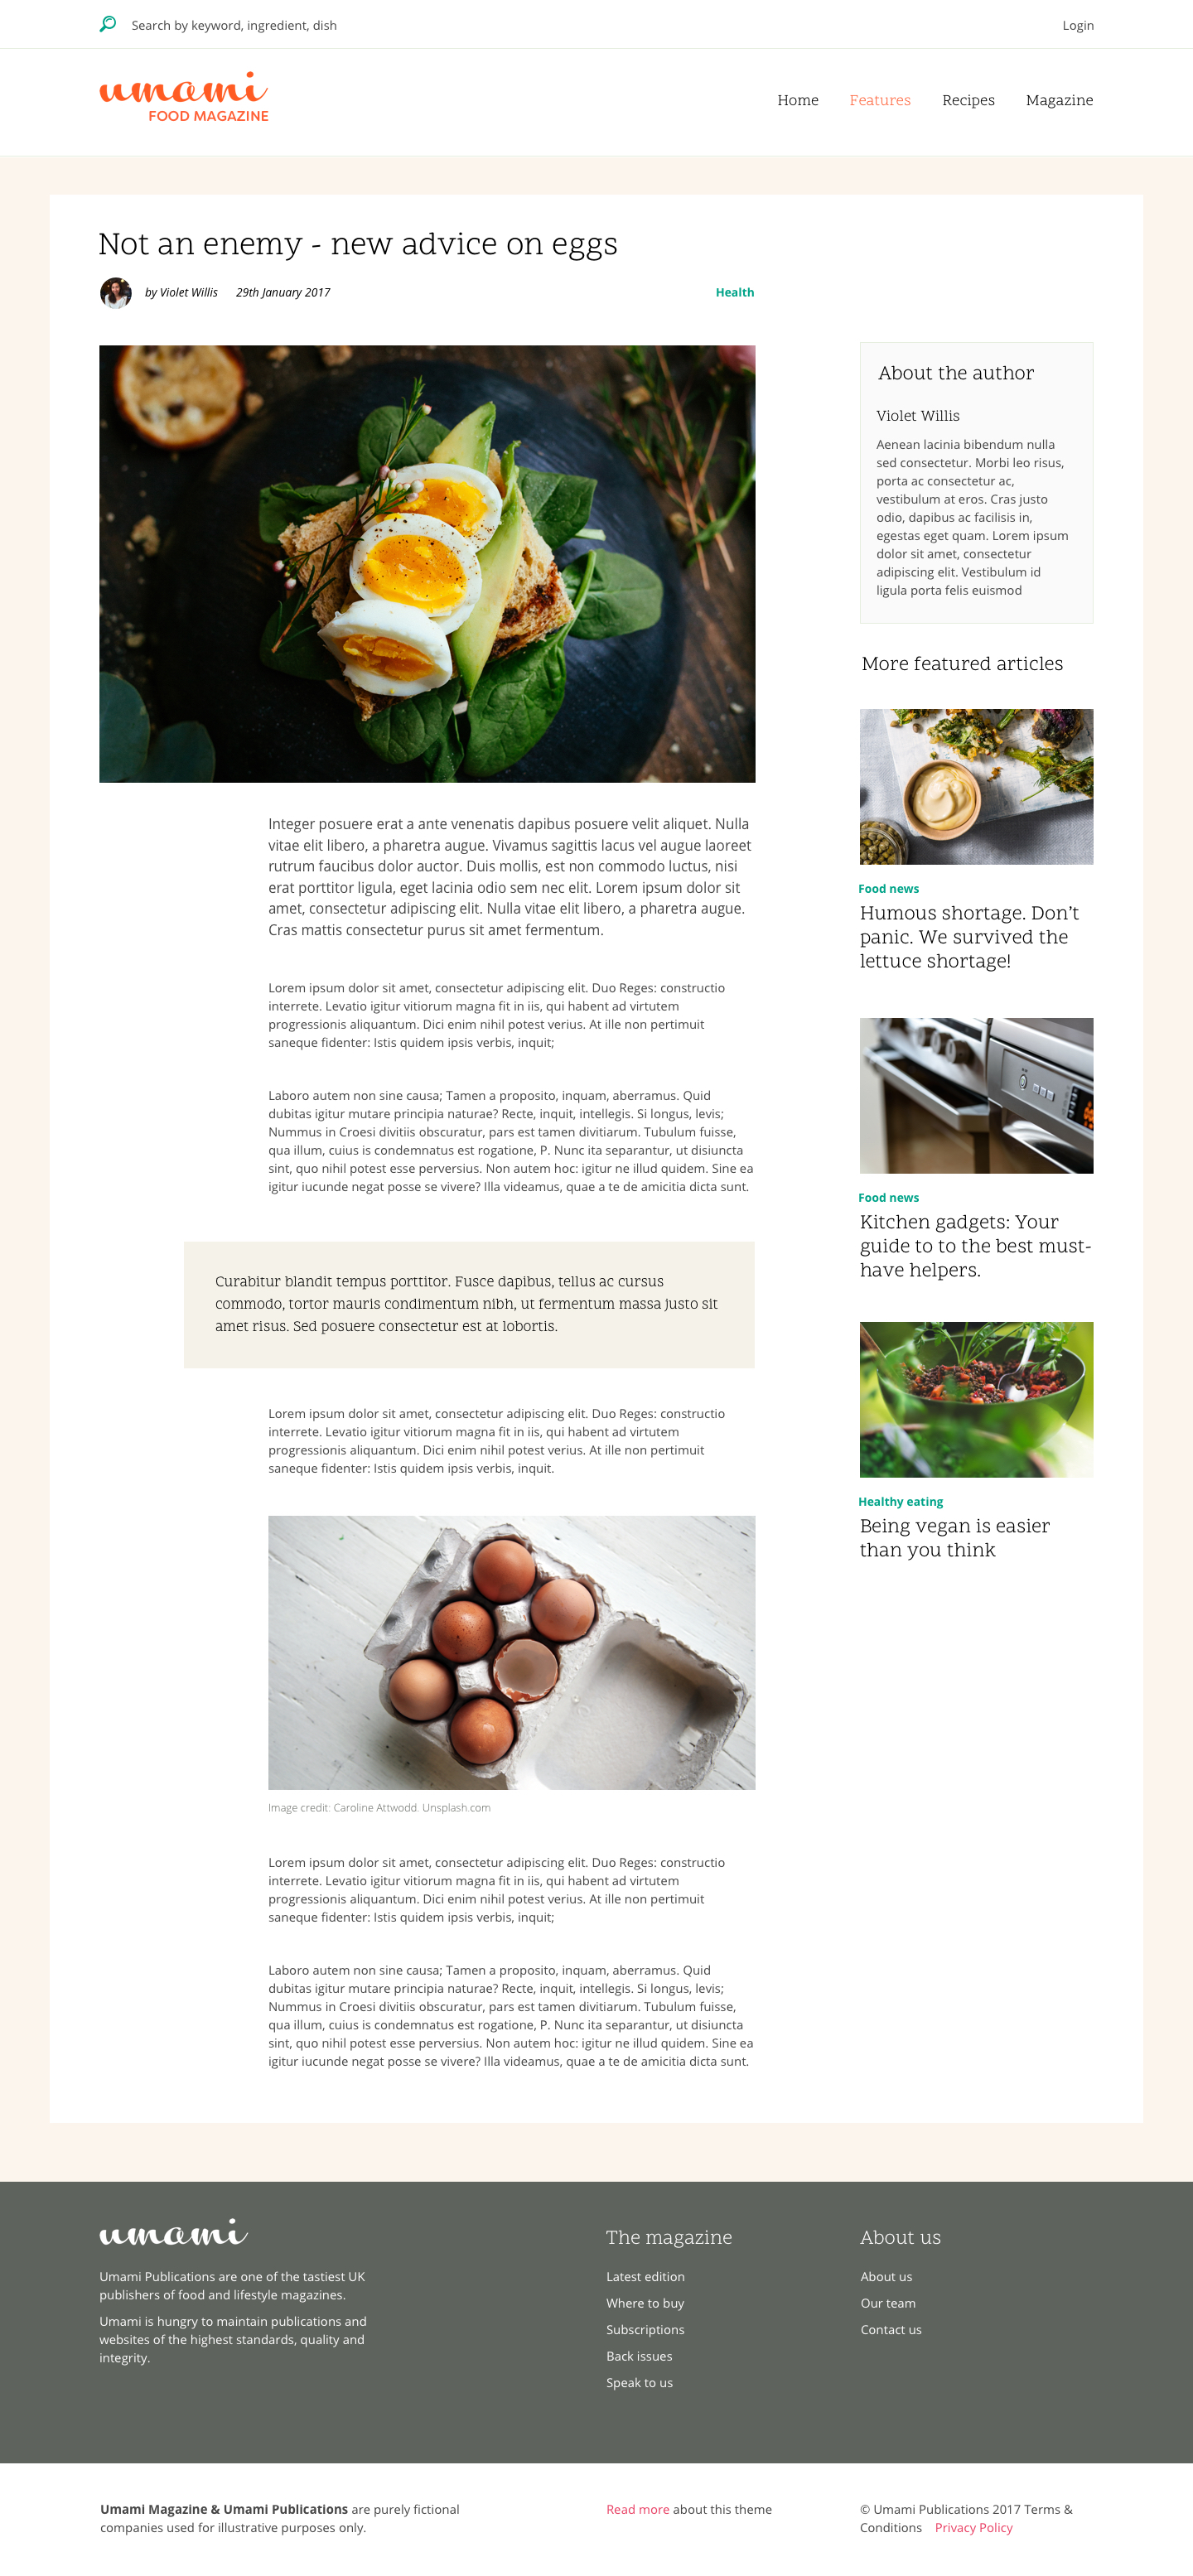 Search by keyword, ingredient, dish
Login
umami
FOOD MAGAZINE
Home Features Recipes Magazine
Not an enemy - new advice on eggs
by Violet Willis 29th January 2017
Health
Integer posuere erat a ante venenatis dapibus posuere velit aliquet. Nulla
vitae elit libero, a pharetra augue. Vivamus sagittis lacus vel augue laoreet
rutrum faucibus dolor auctor. Duis mollis, est non commodo luctus, nisi
erat porttitor ligula, eget lacinia odio sem nec elit. Lorem ipsum dolor sit
amet, consectetur adipiscing elit. Nulla vitae elit libero, a pharetra augue.
Cras mattis consectetur purus sit amet fermentum.
Lorem ipsum dolor sit amet, consectetur adipiscing elit. Duo Reges: constructio
interrete. Levatio igitur vitiorum magna fit in iis, qui habent ad virtutem
progressionis aliquantum. Dici enim nihil potest verius. At ille non pertimuit
saneque fidenter: Istis quidem ipsis verbis, inquit;
Laboro autem non sine causa; Tamen a proposito, inquam, aberramus. Quid
dubitas igitur mutare principia naturae? Recte, inquit, intellegis. Si longus, levis;
Nummus in Croesi divitiis obscuratur, pars est tamen divitiarum. Tubulum fuisse,
qua illum, cuius is condemnatus est rogatione, P. Nunc ita separantur, ut disiuncta
sint, quo nihil potest esse perversius. Non autem hoc: igitur ne illud quidem. Sine ea
igitur iucunde negat posse se vivere? Illa videamus, quae a te de amicitia dicta sunt.
Curabitur blandit tempus porttitor. Fusce dapibus, tellus ac cursus
commodo, tortor mauris condimentum nibh, ut fermentum massa justo sit
amet risus. Sed posuere consectetur est at lobortis.
Lorem ipsum dolor sit amet, consectetur adipiscing elit. Duo Reges: constructio
interrete. Levatio igitur vitiorum magna fit in iis, qui habent ad virtutem
progressionis aliquantum. Dici enim nihil potest verius. At ille non pertimuit
saneque fidenter: Istis quidem ipsis verbis, inquit.
Image credit: Caroline Attwodd. Unsplash.com
Lorem ipsum dolor sit amet, consectetur adipiscing elit. Duo Reges: constructio
interrete. Levatio igitur vitiorum magna fit in iis, qui habent ad virtutem
progressionis aliquantum. Dici enim nihil potest verius. At ille non pertimuit
saneque fidenter: Istis quidem ipsis verbis, inquit;
Laboro autem non sine causa; Tamen a proposito, inquam, aberramus. Quid
dubitas igitur mutare principia naturae? Recte, inquit, intellegis. Si longus, levis;
Nummus in Croesi divitiis obscuratur, pars est tamen divitiarum. Tubulum fuisse,
qua illum, cuius is condemnatus est rogatione, P. Nunc ita separantur, ut disiuncta
sint, quo nihil potest esse perversius. Non autem hoc: igitur ne illud quidem. Sine ea
igitur iucunde negat posse se vivere? Illa videamus, quae a te de amicitia dicta sunt.
About the author
Violet Willis
Aenean lacinia bibendum nulla
sed consectetur. Morbi leo risus,
porta ac consectetur ac,
vestibulum at eros. Cras justo
odio, dapibus ac facilisis in,
egestas eget quam. Lorem ipsum
dolor sit amet, consectetur
adipiscing elit. Vestibulum id
ligula porta felis euismod
More featured articles
Food news
Humous shortage. Don’t
panic. We survived the
lettuce shortage!
Food news
Kitchen gadgets: Your
guide to to the best must-
have helpers.
Healthy eating
Being vegan is easier
than you think
umami
Umami Publications are one of the tastiest UK
publishers of food and lifestyle magazines.
Umami is hungry to maintain publications and
websites of the highest standards, quality and
integrity.
The magazine
Latest edition
Where to buy
Subscriptions
Back issues
Speak to us
About us
About us
Our team
Contact us
Umami Magazine & Umami Publications are purely fictional
companies used for illustrative purposes only.
Read more about this theme
© Umami Publications 2017 Terms &
Conditions Privacy Policy